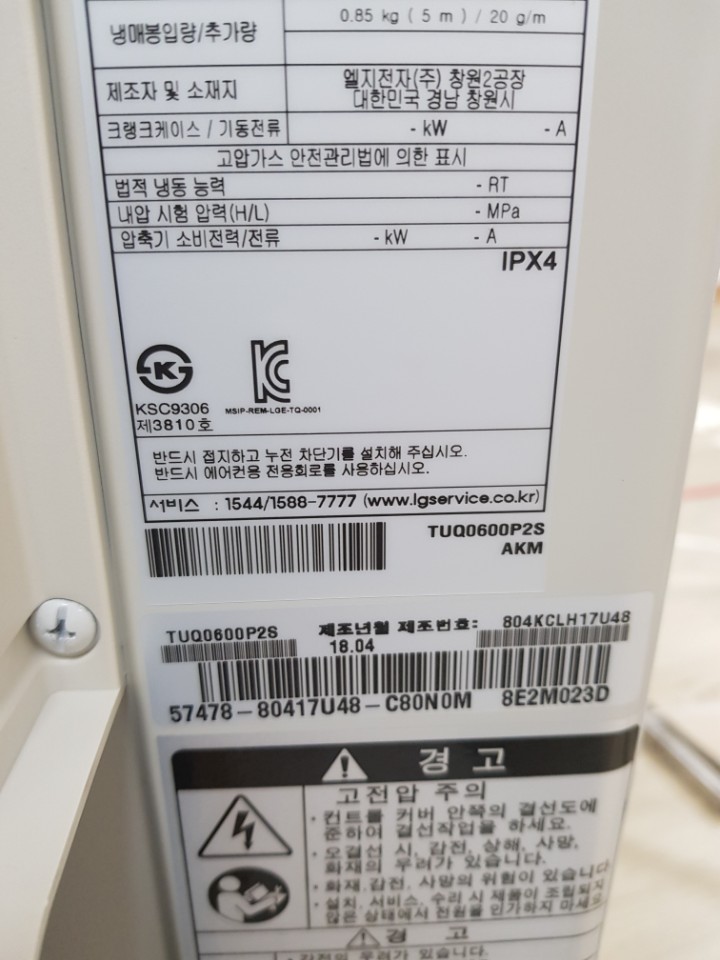 냉매봉입량/추가량 0.85 kg ( 5 m ) / 20 g/m
제조자 및 소재지 엘지전자(주) 창원2공장
대한민국 경남 창원시
크랭크케이스 / 기동전류 - kW - A
고압가스 안전관리법에 의한 표시
법적 냉동 능력 - RT
내압 시험 압력(H/L) - MPa
압축기 소비전력/전류 - kW - A
IPX4
KSC9306
제3810호
MSIP-REM-LGE-TQ-0001
반드시 접지하고 누전 차단기를 설치해 주십시오.
반드시 에어컨용 전용회로를 사용하십시오.
서비스 : 1544/1588-7777 (www.lgservice.co.kr)
TUQ0600P2S
AKM
TUQ0600P2S 제조년월 제조번호: 804KCLH17U48
18.04
57478-80417U48-C80N0M 8E2M023D
경 고
고전압 주의
· 컨트롤 커버 안쪽의 결선도에
준하여 결선작업을 하세요.
· 오결선 시, 감전, 상해, 사망,
화재의 우려가 있습니다.
· 화재, 감전, 사망의 위험이 있습니다
· 설치, 서비스, 수리 시 제품이 조립되지
않은 상태에서 전원을 인가하지 마세요
경 고
· 감전의 우려가 있습니다.